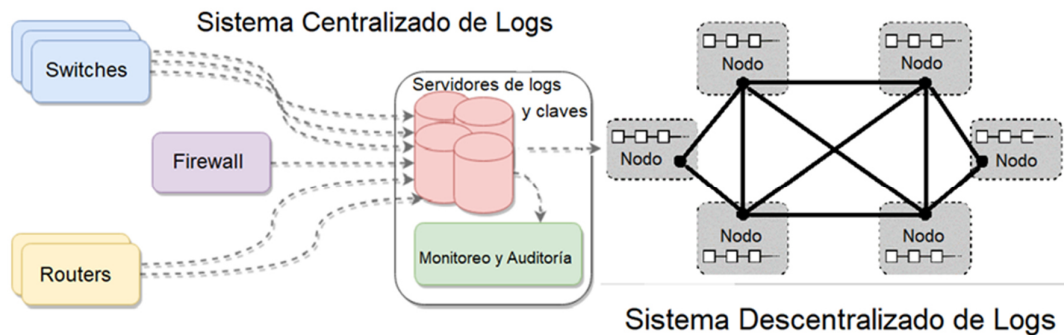 Sistema Centralizado de Logs
Switches
Firewall
Routers
Servidores de logs
y claves
Monitoreo y Auditoría
Nodo
Nodo
Nodo
Nodo
Nodo
Nodo
Sistema Descentralizado de Logs